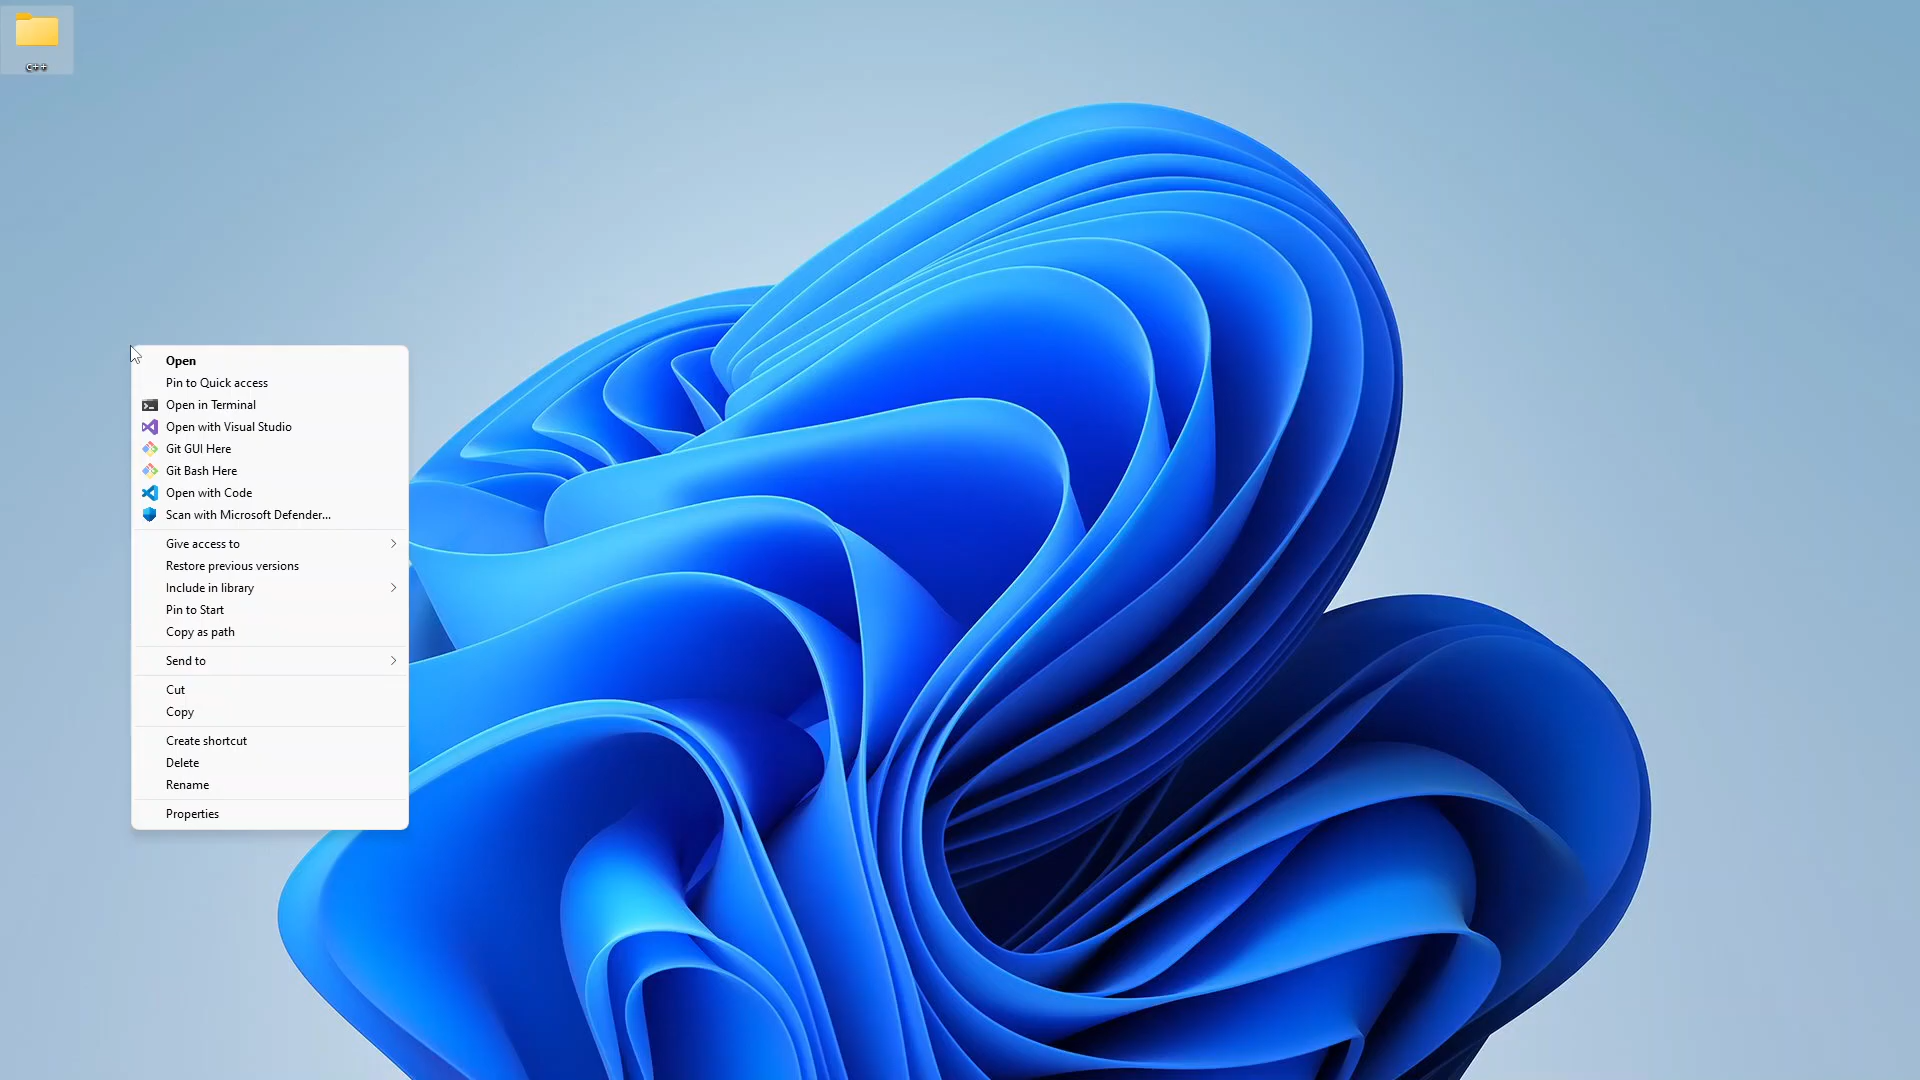 c++
Open
Pin to Quick access
Open in Terminal
Open with Visual Studio
Git GUI Here
Git Bash Here
Open with Code
Scan with Microsoft Defender...
Give access to
Restore previous versions
Include in library
Pin to Start
Copy as path
Send to
Cut
Copy
Create shortcut
Delete
Rename
Properties